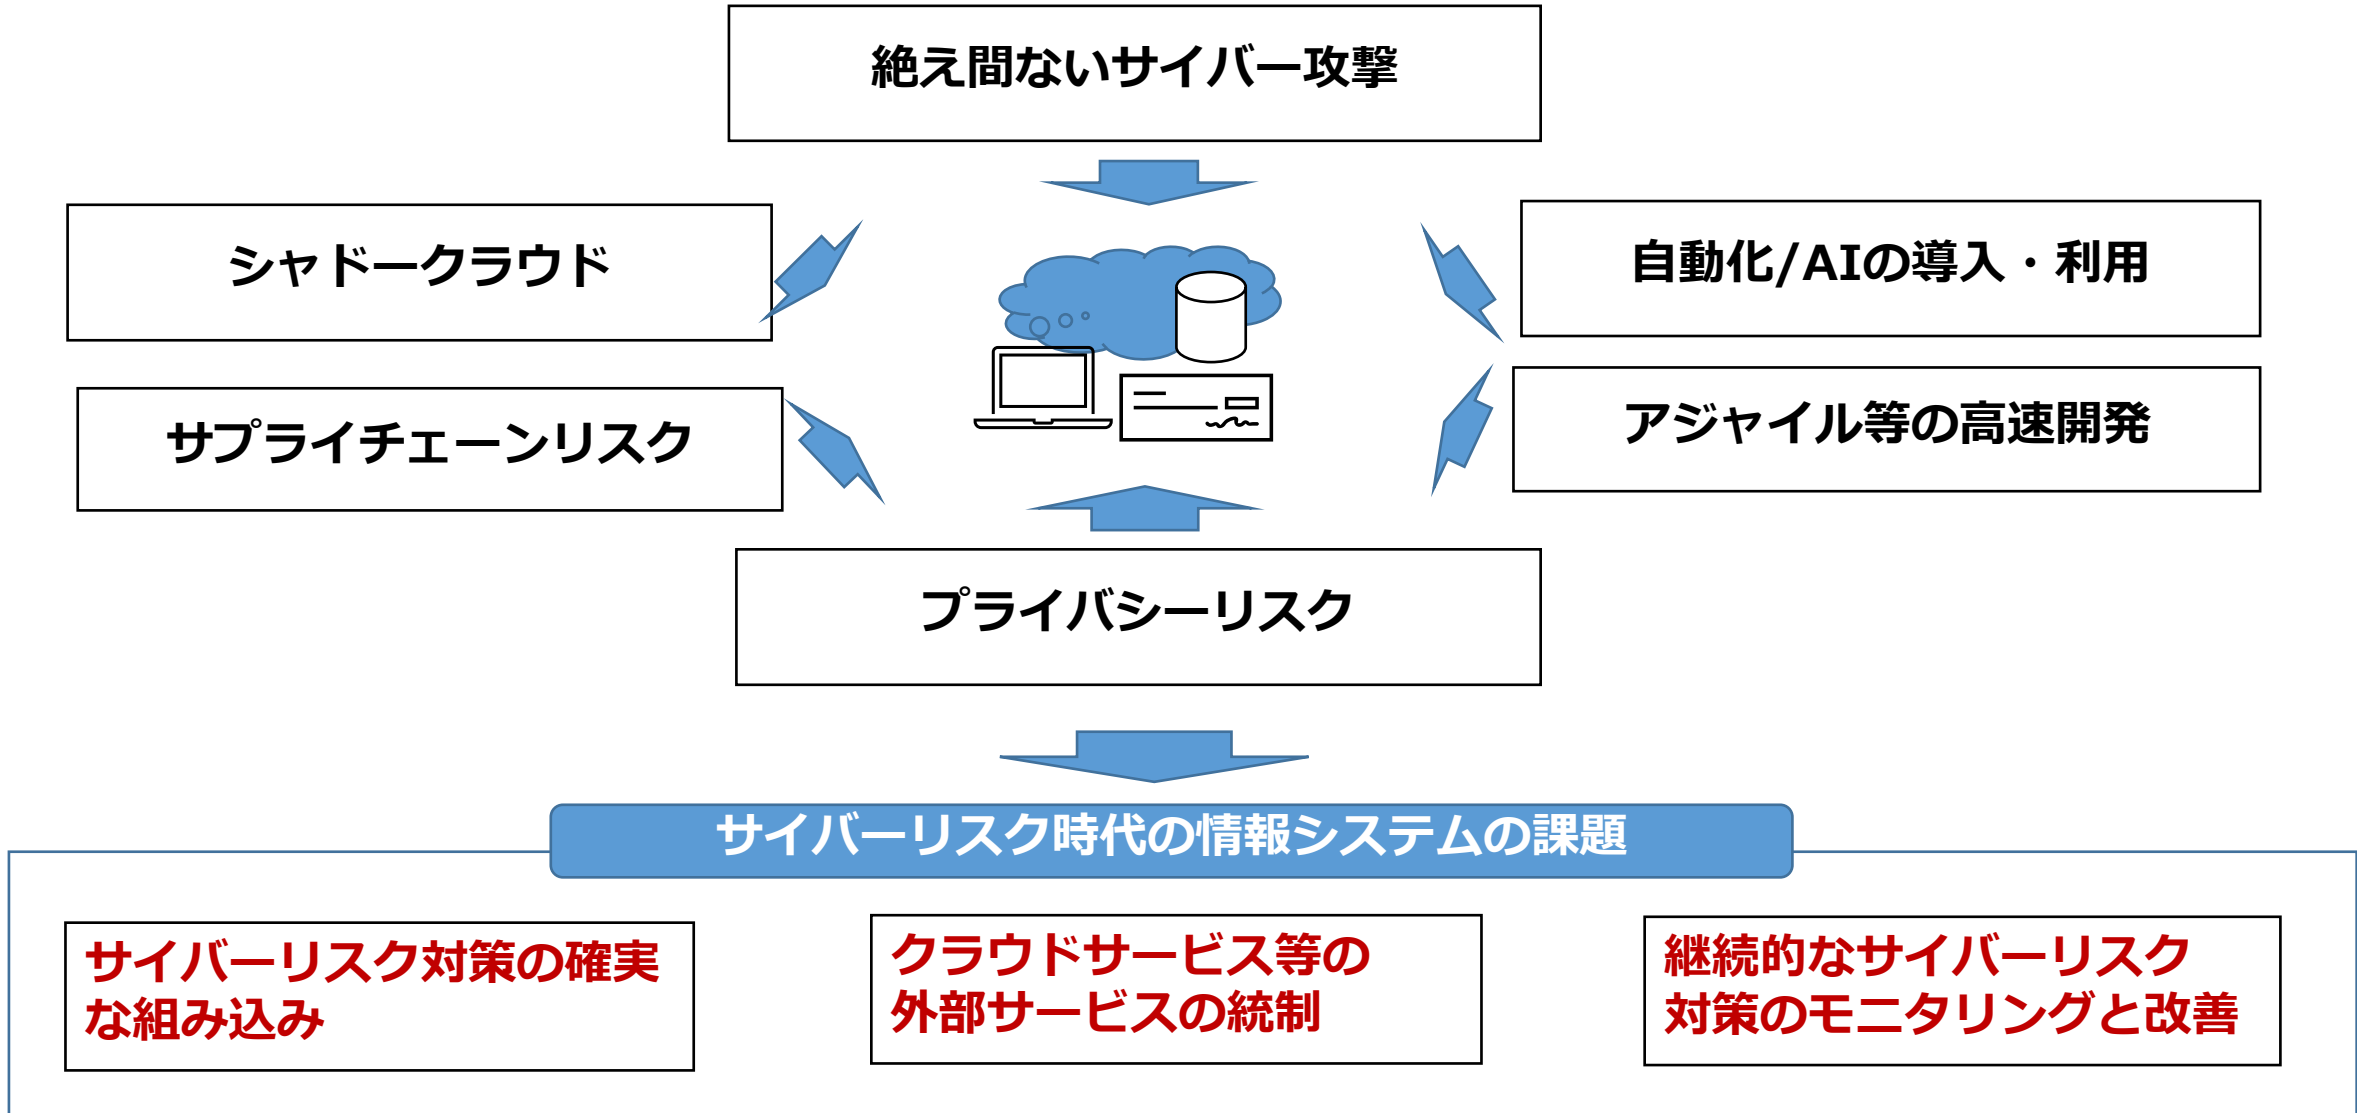 絶え間ないサイバー攻撃
シャドークラウド
自動化/AIの導入・利用
サプライチェーンリスク
アジャイル等の高速開発
プライバシーリスク
サイバーリスク時代の情報システムの課題
サイバーリスク対策の確実
な組み込み
クラウドサービス等の
外部サービスの統制
継続的なサイバーリスク
対策のモニタリングと改善